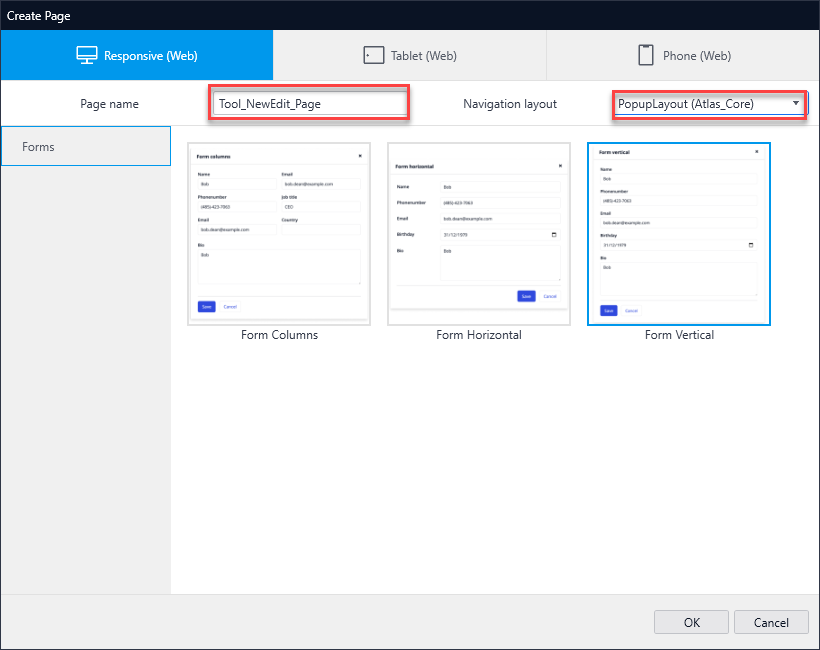 Create Page
Responsive (Web)
Tablet (Web)
Phone (Web)
Page name
Tool_NewEdit_Page
Navigation layout
PopupLayout (Atlas_Core)
Forms
Form columns
Name
Email
Bob
bob.dean@example.com
Phonenumber
Job title
(485)-423-7063
CEO
Email
Country
bob.dean@example.com
Bio
Bob
Save
Cancel
Form Columns
Form horizontal
Name
Bob
Phonenumber
(485)-423-7063
Email
bob.dean@example.com
Birthday
31/12/1979
Bio
Bob
Save
Cancel
Form Horizontal
Form vertical
Name
Bob
Phonenumber
(485)-423-7063
Email
bob.dean@example.com
Birthday
31/12/1979
Bio
Bob
Save
Cancel
Form Vertical
OK
Cancel